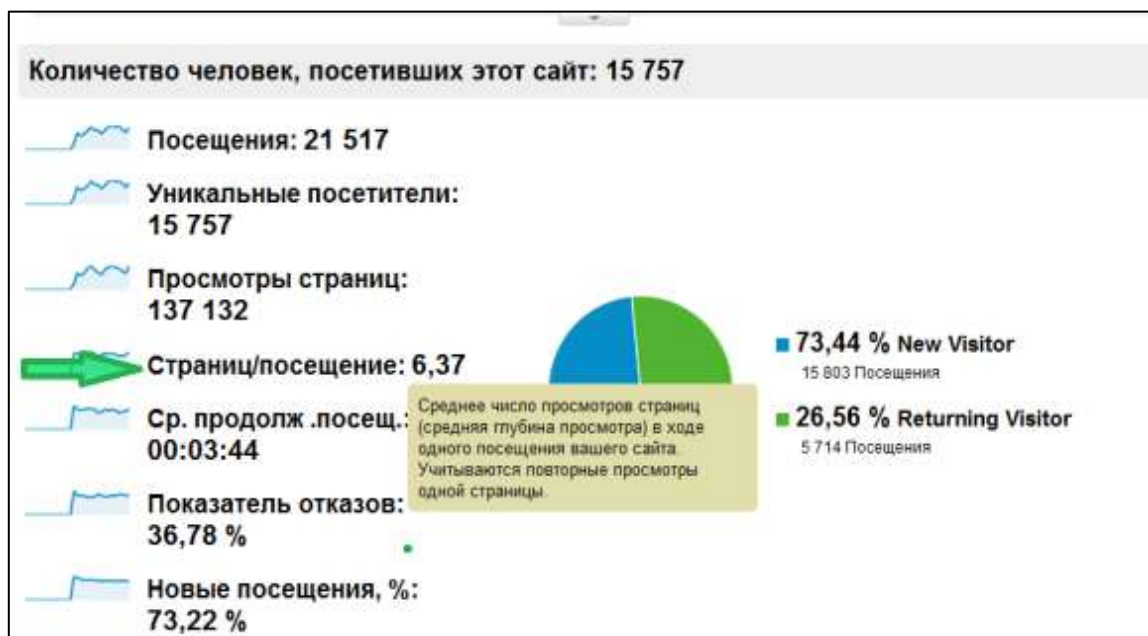 Количество человек, посетивших этот сайт: 15 757
Посещения: 21 517
Уникальные посетители:
15 757
Просмотры страниц:
137 132
Страниц/посещение: 6,37
Ср. продолж .посещ.:
00:03:44
Показатель отказов:
36,78 %
Новые посещения, %:
73,22 %
Среднее число просмотров страниц
(средняя глубина просмотра) в ходе
одного посещения вашего сайта.
Учитываются повторные просмотры
одной страницы.
73,44 % New Visitor
15 803 Посещения
26,56 % Returning Visitor
5 714 Посещения